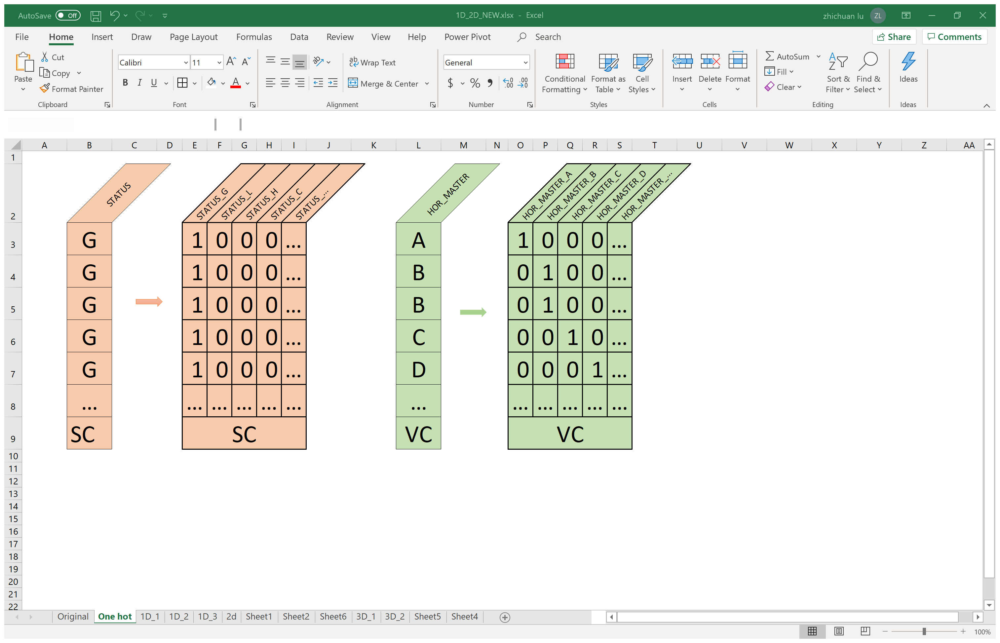 AutoSave Off 1D_2D_NEW.xlsx - Excel zhichuan lu ZL
File Home Insert Draw Page Layout Formulas Data Review View Help Power Pivot Search Share Comments
Cut
Copy
Format Painter
Paste
Clipboard
Calibri 11
B I U A
Font
ab Wrap Text
Merge & Center
Alignment
General
$ % , .00 .00
Number
Conditional Formatting
Format as Table
Cell Styles
Styles
Insert Delete Format
Cells
AutoSum
Fill
Clear
Sort & Filter
Find & Select
Editing
Ideas
Ideas
A B C D E F G H I J K L M N O P Q R S T U V W X Y Z AA
1
2 STATUS STATUS_G STATUS_L STATUS_H STATUS_C STATUS_... HOR_MASTER HOR_MASTER_A HOR_MASTER_B HOR_MASTER_C HOR_MASTER_D HOR_MASTER_...
3 G 1 0 0 0 ... A 1 0 0 0 ...
4 G 1 0 0 0 ... B 0 1 0 0 ...
5 G 1 0 0 0 ... B 0 1 0 0 ...
6 G 1 0 0 0 ... C 0 0 1 0 ...
7 G 1 0 0 0 ... D 0 0 0 1 ...
8 ... ... ... ... ... ... ... ... ... ... ... ...
9 SC SC VC VC
10
11
12
13
14
15
16
17
18
19
20
21
22
Original One hot 1D_1 1D_2 1D_3 2d Sheet1 Sheet2 Sheet6 3D_1 3D_2 Sheet5 Sheet4
100%